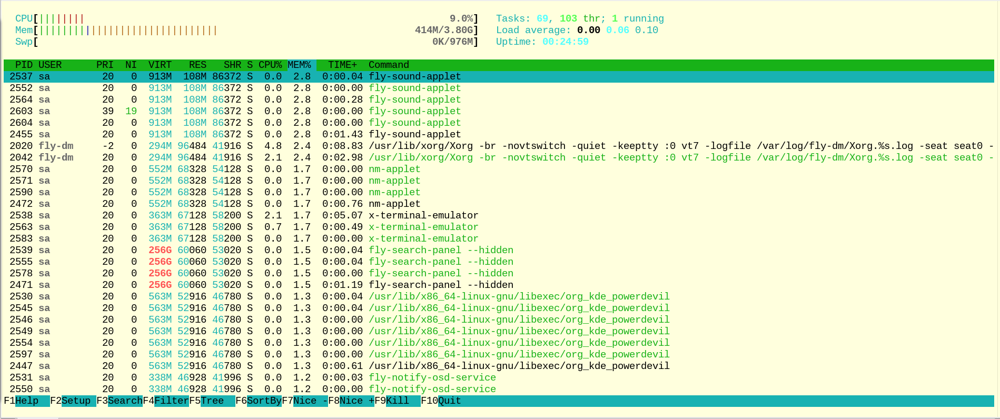 CPU[|||||||| 9.0%] Tasks: 69, 103 thr; 1 running
Mem[||||||||||||||||||||||||||||||| 414M/3.80G] Load average: 0.00 0.06 0.10
Swp[ 0K/976M] Uptime: 00:24:59
PID USER PRI NI VIRT RES SHR S CPU% MEM% TIME+ Command
2537 sa 20 0 913M 108M 86372 S 0.0 2.8 0:00.04 fly-sound-applet
2552 sa 20 0 913M 108M 86372 S 0.0 2.8 0:00.00 fly-sound-applet
2564 sa 20 0 913M 108M 86372 S 0.0 2.8 0:00.28 fly-sound-applet
2603 sa 39 19 913M 108M 86372 S 0.0 2.8 0:00.00 fly-sound-applet
2604 sa 20 0 913M 108M 86372 S 0.0 2.8 0:00.00 fly-sound-applet
2455 sa 20 0 913M 108M 86372 S 0.0 2.8 0:01.43 fly-sound-applet
2020 fly-dm -2 0 294M 96484 41916 S 4.8 2.4 0:08.83 /usr/lib/xorg/Xorg -br -novtswitch -quiet -keeptty :0 vt7 -logfile /var/log/fly-dm/Xorg.%s.log -seat seat0 -
2042 fly-dm 20 0 294M 96484 41916 S 2.1 2.4 0:02.98 /usr/lib/xorg/Xorg -br -novtswitch -quiet -keeptty :0 vt7 -logfile /var/log/fly-dm/Xorg.%s.log -seat seat0 -
2570 sa 20 0 552M 68328 54128 S 0.0 1.7 0:00.00 nm-applet
2571 sa 20 0 552M 68328 54128 S 0.0 1.7 0:00.00 nm-applet
2590 sa 20 0 552M 68328 54128 S 0.0 1.7 0:00.00 nm-applet
2472 sa 20 0 552M 68328 54128 S 0.0 1.7 0:00.76 nm-applet
2538 sa 20 0 363M 67128 58200 S 2.1 1.7 0:05.07 x-terminal-emulator
2563 sa 20 0 363M 67128 58200 S 0.7 1.7 0:00.49 x-terminal-emulator
2583 sa 20 0 363M 67128 58200 S 0.0 1.7 0:00.00 x-terminal-emulator
2539 sa 20 0 256G 60060 53020 S 0.0 1.5 0:00.04 fly-search-panel --hidden
2555 sa 20 0 256G 60060 53020 S 0.0 1.5 0:00.04 fly-search-panel --hidden
2578 sa 20 0 256G 60060 53020 S 0.0 1.5 0:00.00 fly-search-panel --hidden
2471 sa 20 0 256G 60060 53020 S 0.0 1.5 0:01.19 fly-search-panel --hidden
2530 sa 20 0 563M 52916 46780 S 0.0 1.3 0:00.04 /usr/lib/x86_64-linux-gnu/libexec/org_kde_powerdevil
2545 sa 20 0 563M 52916 46780 S 0.0 1.3 0:00.04 /usr/lib/x86_64-linux-gnu/libexec/org_kde_powerdevil
2546 sa 20 0 563M 52916 46780 S 0.0 1.3 0:00.00 /usr/lib/x86_64-linux-gnu/libexec/org_kde_powerdevil
2549 sa 20 0 563M 52916 46780 S 0.0 1.3 0:00.00 /usr/lib/x86_64-linux-gnu/libexec/org_kde_powerdevil
2554 sa 20 0 563M 52916 46780 S 0.0 1.3 0:00.00 /usr/lib/x86_64-linux-gnu/libexec/org_kde_powerdevil
2597 sa 20 0 563M 52916 46780 S 0.0 1.3 0:00.00 /usr/lib/x86_64-linux-gnu/libexec/org_kde_powerdevil
2447 sa 20 0 563M 52916 46780 S 0.0 1.3 0:00.61 /usr/lib/x86_64-linux-gnu/libexec/org_kde_powerdevil
2531 sa 20 0 338M 46928 41996 S 0.0 1.2 0:00.03 fly-notify-osd-service
2550 sa 20 0 338M 46928 41996 S 0.0 1.2 0:00.00 fly-notify-osd-service
F1Help F2Setup F3SearchF4FilterF5Tree F6SortByF7Nice -F8Nice +F9Kill F10Quit